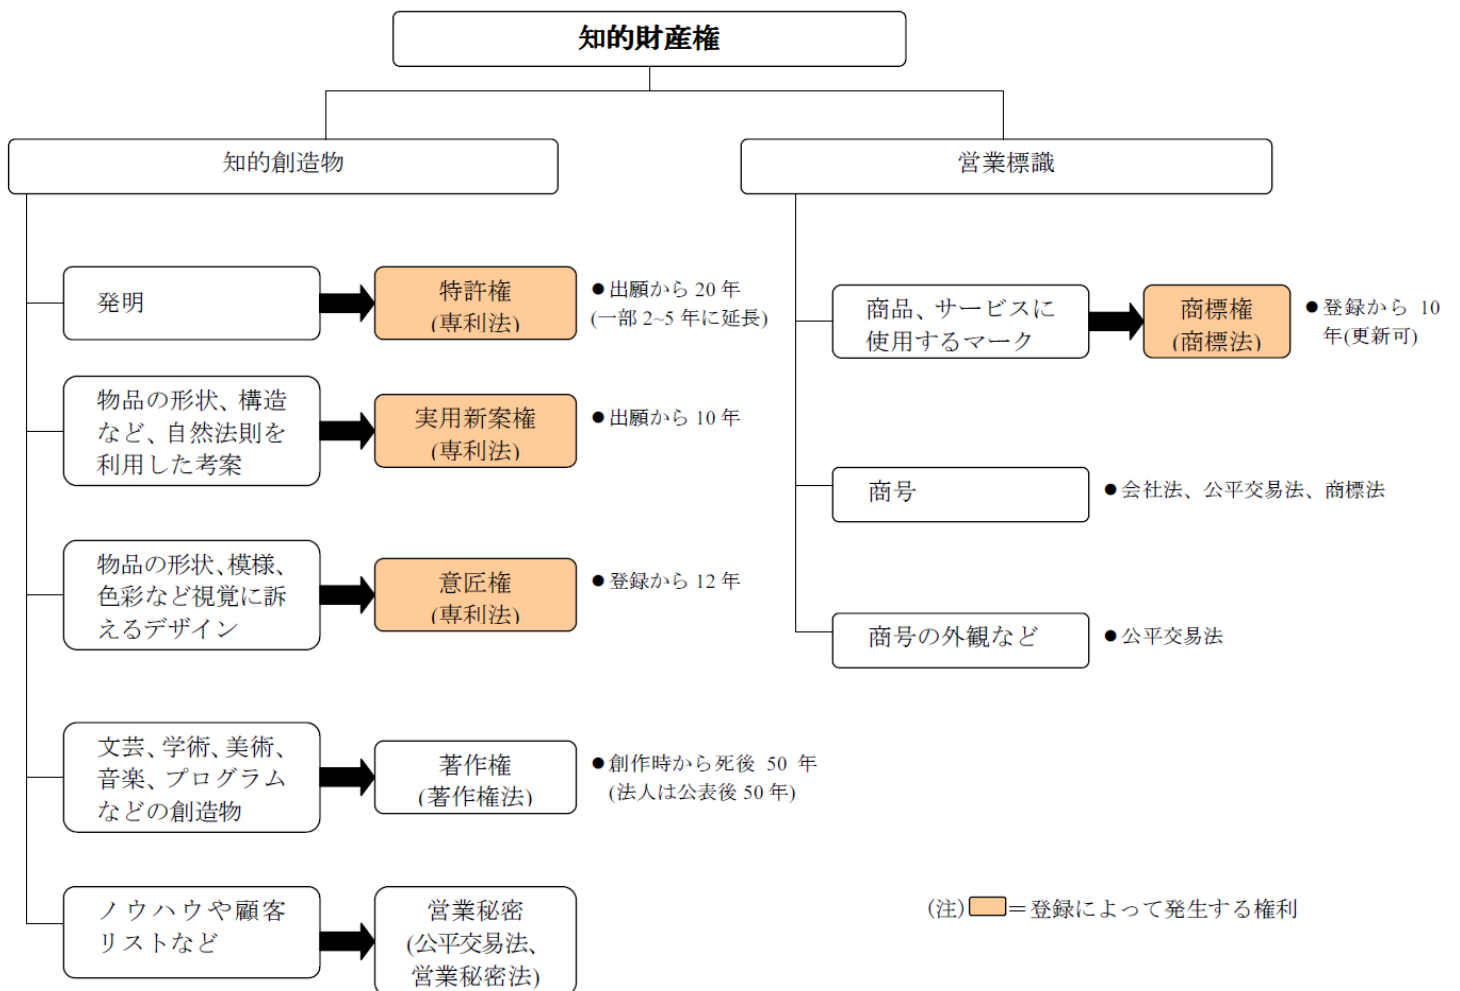 知的財産権
知的創造物
発明
特許権
(専利法)
●出願から 20 年
(一部 2~5 年に延長)
物品の形状、構造
など、自然法則を
利用した考案
実用新案権
(専利法)
●出願から 10 年
物品の形状、模様、
色彩など視覚に訴
えるデザイン
意匠権
(専利法)
●登録から 12 年
文芸、学術、美術、
音楽、プログラム
などの創造物
著作権
(著作権法)
●創作時から死後 50 年
(法人は公表後 50 年)
ノウハウや顧客
リストなど
営業秘密
(公平交易法、
営業秘密法)
営業標識
商品、サービスに
使用するマーク
商標権
(商標法)
●登録から 10
年(更新可)
商号
●会社法、公平交易法、商標法
商号の外観など
●公平交易法
(注) ＝登録によって発生する権利